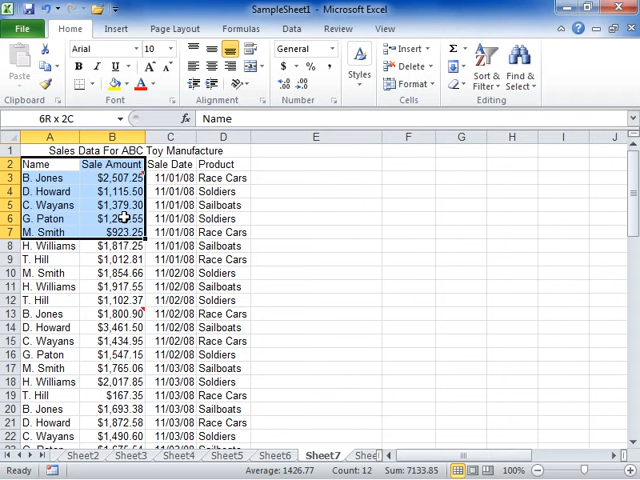 SampleSheet1 - Microsoft Excel
File Home Insert Page Layout Formulas Data Review View
Paste Arial 10 General Styles Insert Sort & Filter Find & Select
B I U $ % , Delete
Format
Clipboard Font Alignment Number Cells Editing
6R x 2C fx Name
A B C D E F G H I J
1 Sales Data For ABC Toy Manufacture
2 Name Sale Amount Sale Date Product
3 B. Jones $2,507.25 11/01/08 Race Cars
4 D. Howard $1,115.50 11/01/08 Soldiers
5 C. Wayans $1,379.30 11/01/08 Sailboats
6 G. Paton 11/01/08 Soldiers
7 M. Smith $923.25 11/01/08 Race Cars
8 H. Williams $1,817.25 11/01/08 Sailboats
9 T. Hill $1,012.81 11/01/08 Race Cars
10 M. Smith $1,854.66 11/02/08 Soldiers
11 H. Williams $1,917.55 11/02/08 Sailboats
12 T. Hill $1,102.37 11/02/08 Soldiers
13 B. Jones $1,800.90 11/02/08 Race Cars
14 D. Howard $3,461.50 11/02/08 Sailboats
15 C. Wayans $1,434.95 11/02/08 Race Cars
16 G. Paton $1,547.15 11/02/08 Soldiers
17 M. Smith $1,765.06 11/03/08 Sailboats
18 H. Williams $2,017.85 11/03/08 Soldiers
19 T. Hill $167.35 11/03/08 Race Cars
20 B. Jones $1,693.38 11/03/08 Sailboats
21 D. Howard $1,872.58 11/03/08 Race Cars
22 C. Wayans $1,490.60 11/03/08 Soldiers
23 G. Paton
Sheet2 Sheet3 Sheet4 Sheet5 Sheet6 Sheet7 Shee
Ready Average: 1426.77 Count: 12 Sum: 7133.85 100%